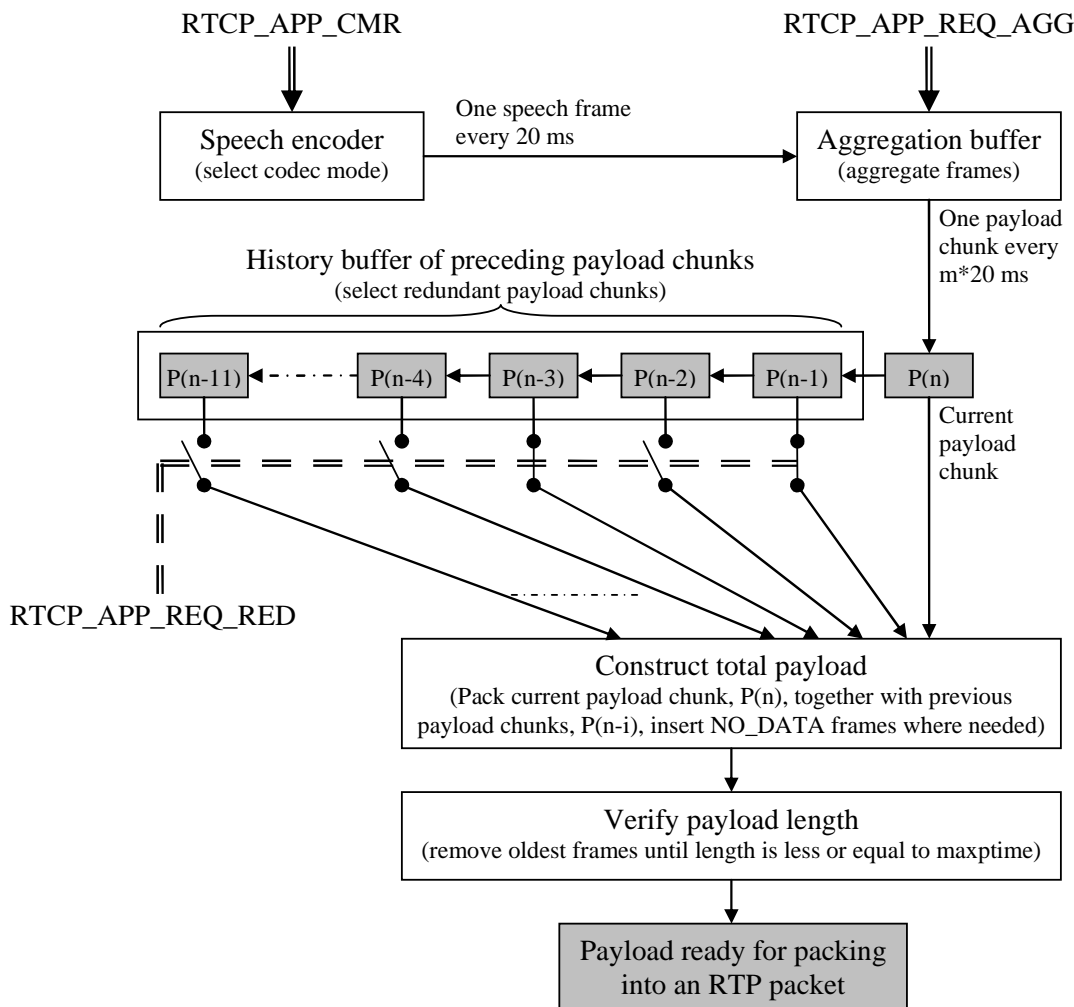 RTCP_APP_CMR
RTCP_APP_REQ_AGG
One speech frame
every 20 ms
Speech encoder
(select codec mode)
Aggregation buffer
(aggregate frames)
One payload
chunk every
m*20 ms
History buffer of preceding payload chunks
(select redundant payload chunks)
P(n-11)
P(n-4)
P(n-3)
P(n-2)
P(n-1)
P(n)
Current
payload
chunk
RTCP_APP_REQ_RED
Construct total payload
(Pack current payload chunk, P(n), together with previous
payload chunks, P(n-i), insert NO_DATA frames where needed)
Verify payload length
(remove oldest frames until length is less or equal to maxptime)
Payload ready for packing
into an RTP packet